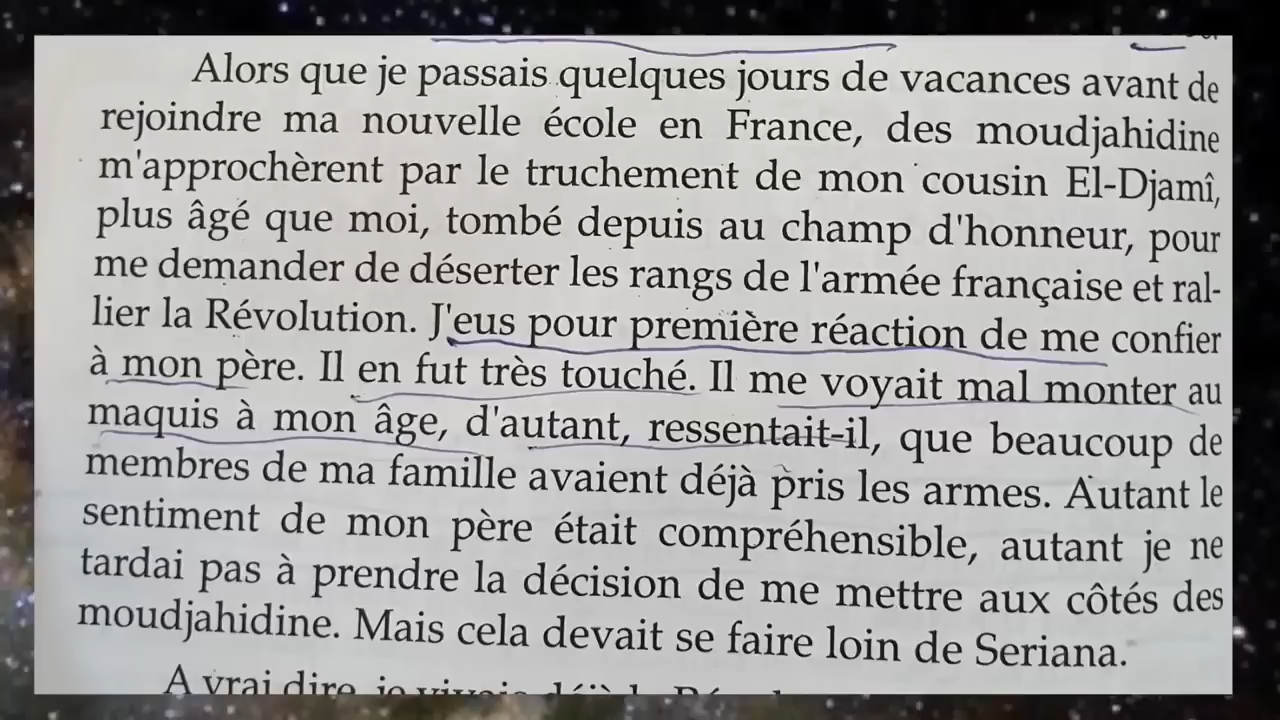 Alors que je passais quelques jours de vacances avant de
rejoindre ma nouvelle école en France, des moudjahidine
m'approchèrent par le truchement de mon cousin El-Djamî,
plus âgé que moi, tombé depuis au champ d'honneur, pour
me demander de déserter les rangs de l'armée française et ral-
lier la Révolution. J'eus pour première réaction de me confier
à mon père. Il en fut très touché. Il me voyait mal monter au
maquis à mon âge, d'autant, ressentait-il, que beaucoup de
membres de ma famille avaient déjà pris les armes. Autant le
sentiment de mon père était compréhensible, autant je ne
tardai pas à prendre la décision de me mettre aux côtés des
moudjahidine. Mais cela devait se faire loin de Seriana.
A vrai dire, je vivais déjà la